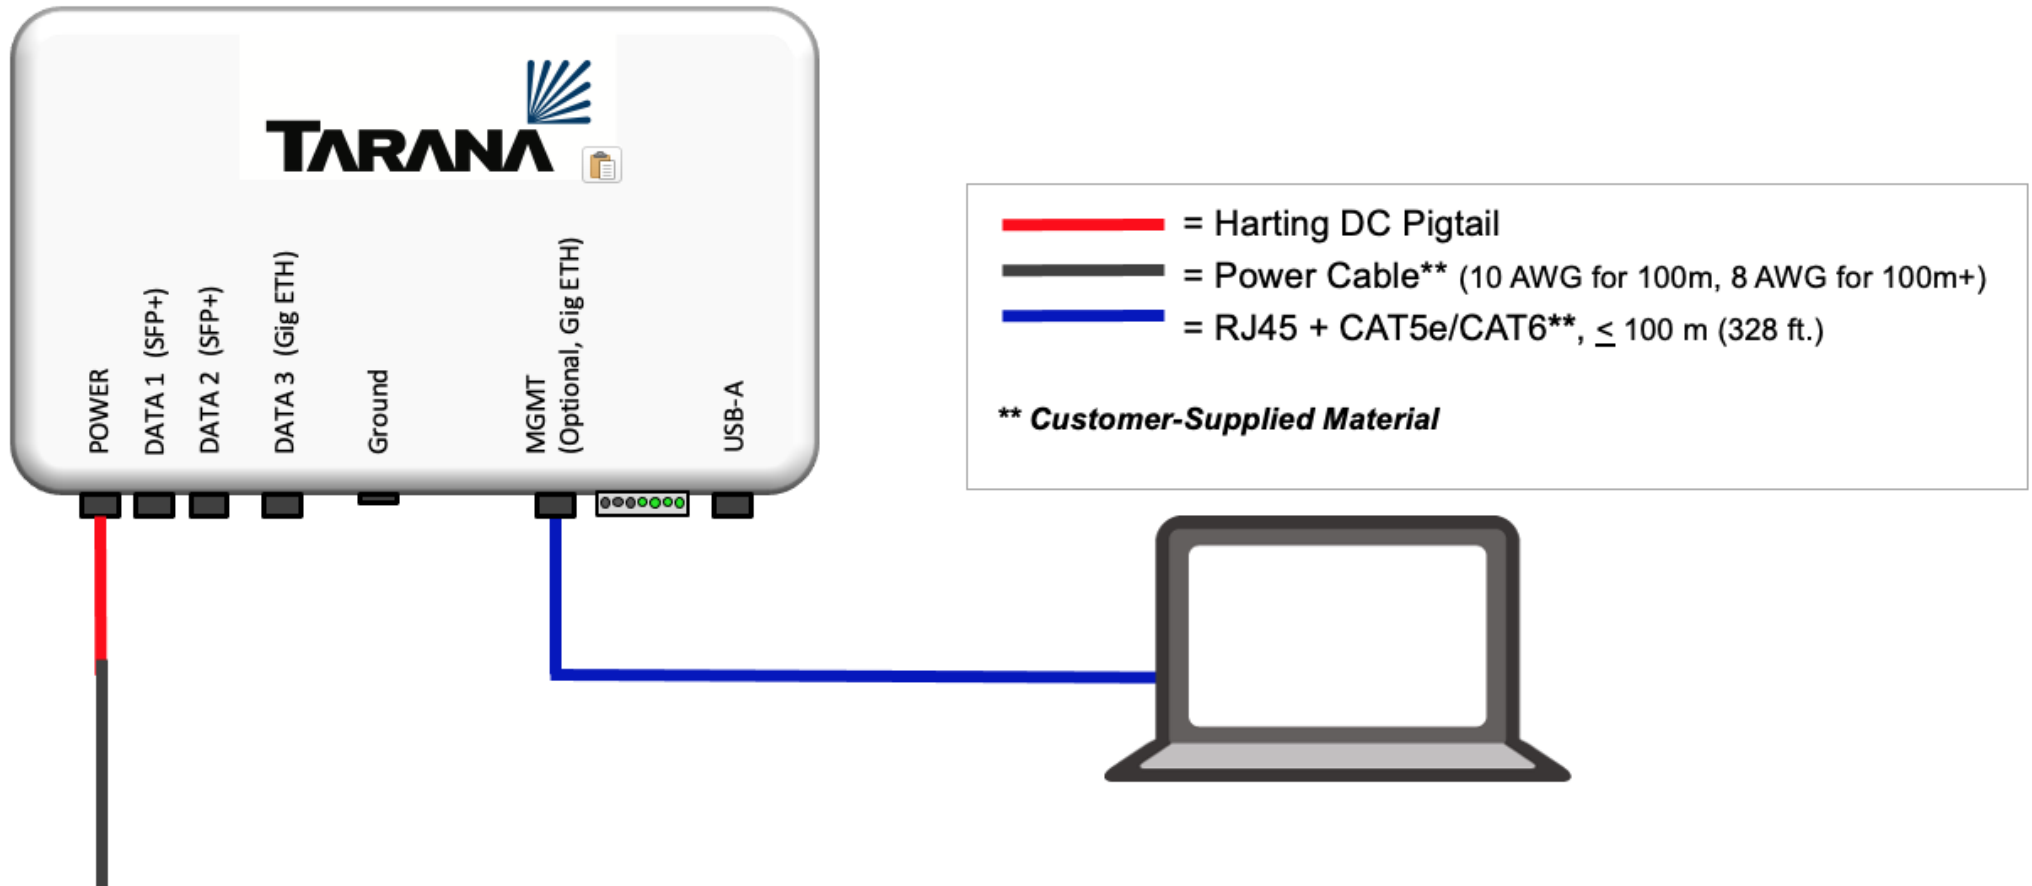 TARANA
POWER
DATA 1 (SFP+)
DATA 2 (SFP+)
DATA 3 (Gig ETH)
Ground
MGMT
(Optional, Gig ETH)
USB-A
= Harting DC Pigtail
= Power Cable** (10 AWG for 100m, 8 AWG for 100m+)
= RJ45 + CAT5e/CAT6**, ≤ 100 m (328 ft.)
** Customer-Supplied Material